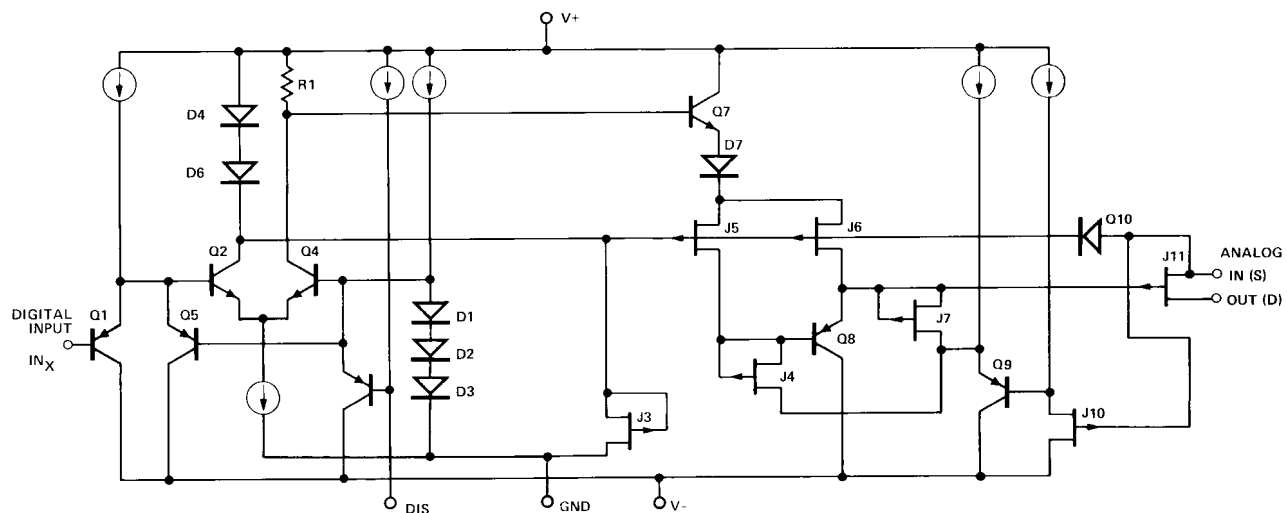 V+
R1
D4
Q7
D7
D6
Q10
J5
J6
Q2
Q4
J11
ANALOG
IN (S)
OUT (D)
D1
J7
DIGITAL
INPUT
INX
Q1
Q5
D2
Q8
J4
Q9
D3
J3
J10
DIS
GND
V-